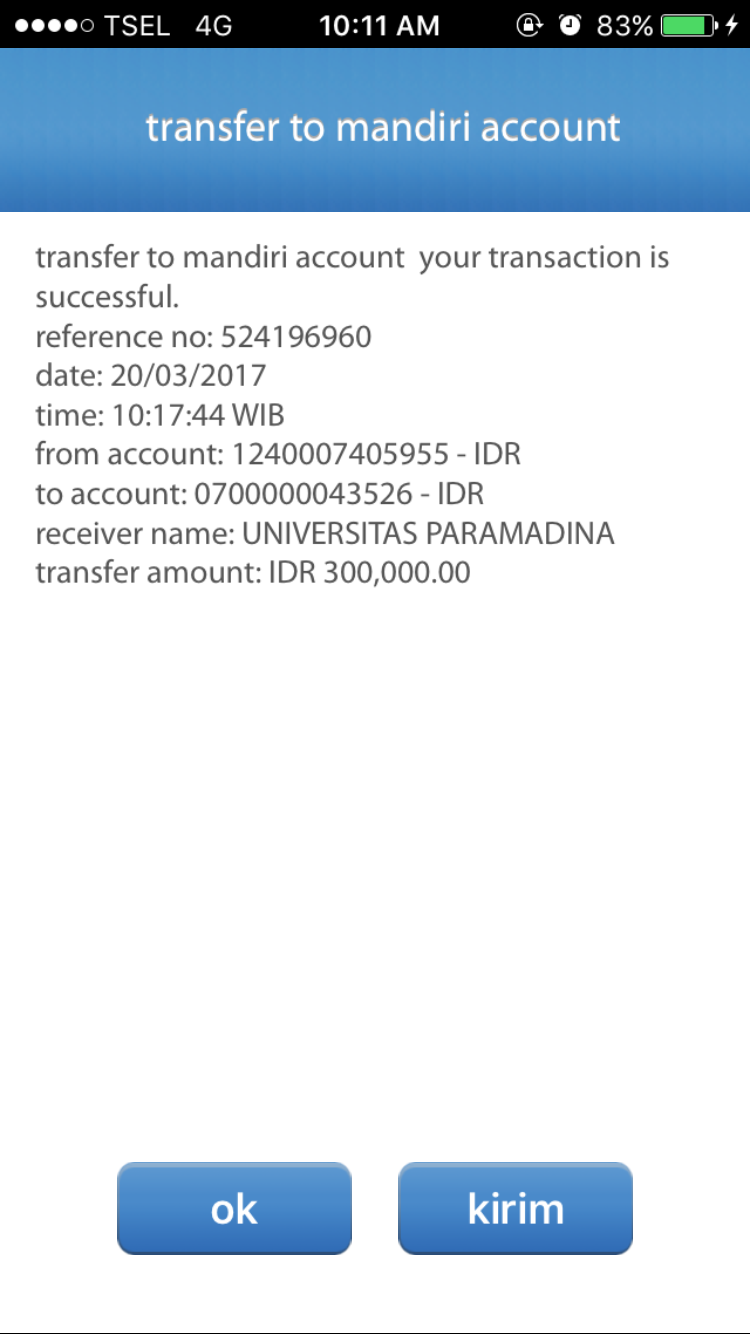 TSEL 4G 10:11 AM 83%
transfer to mandiri account
transfer to mandiri account  your transaction is
successful.
reference no: 524196960
date: 20/03/2017
time: 10:17:44 WIB
from account: 1240007405955 - IDR
to account: 0700000043526 - IDR
receiver name: UNIVERSITAS PARAMADINA
transfer amount: IDR 300,000.00
ok kirim